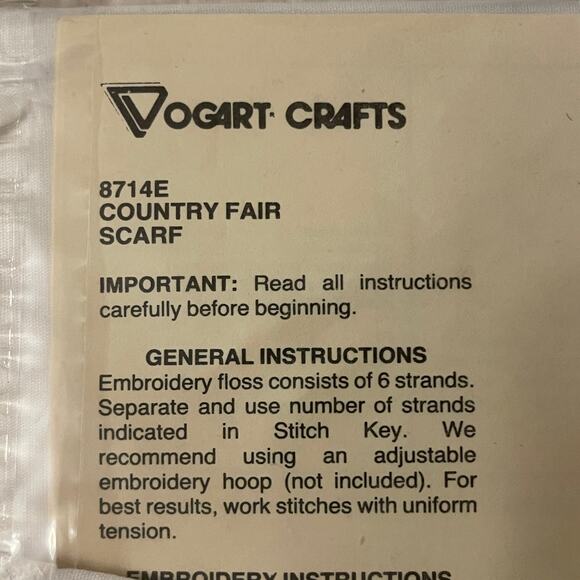 VOGART CRAFTS
8714E
COUNTRY FAIR
SCARF
IMPORTANT: Read all instructions
carefully before beginning.
GENERAL INSTRUCTIONS
Embroidery floss consists of 6 strands.
Separate and use number of strands
indicated in Stitch Key. We
recommend using an adjustable
embroidery hoop (not included). For
best results, work stitches with uniform
tension.
EMBROIDERY INSTRUCTIONS